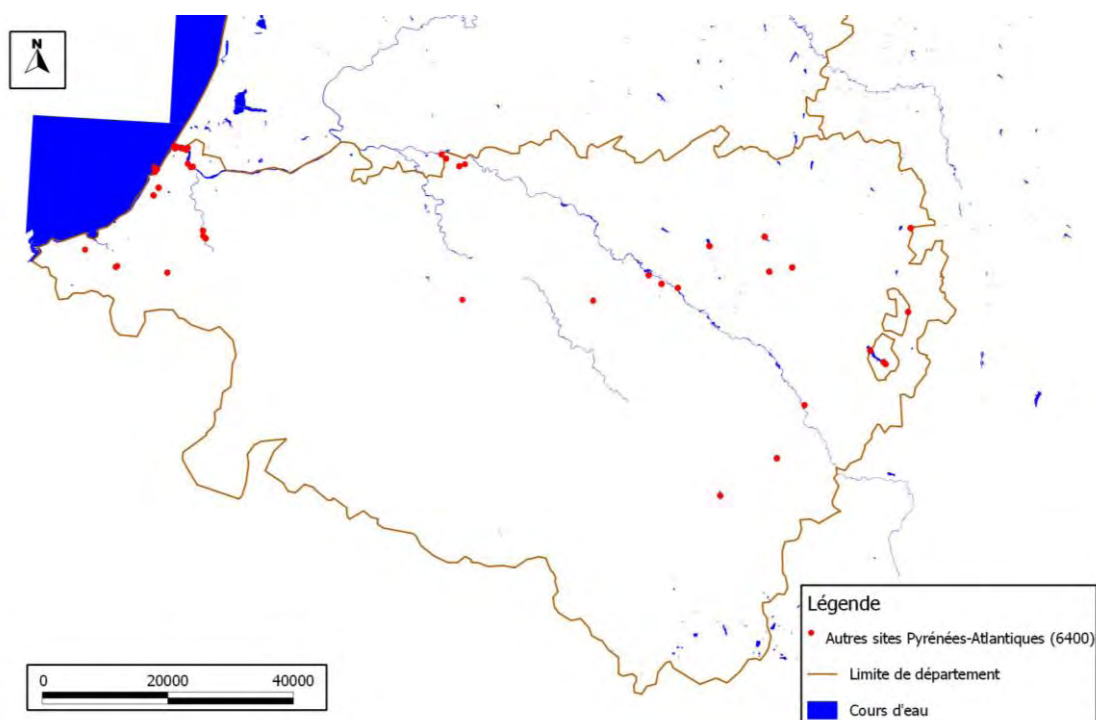 N
Légende
Autres sites Pyrénées-Atlantiques (6400)
Limite de département
Cours d'eau
0 20000 40000